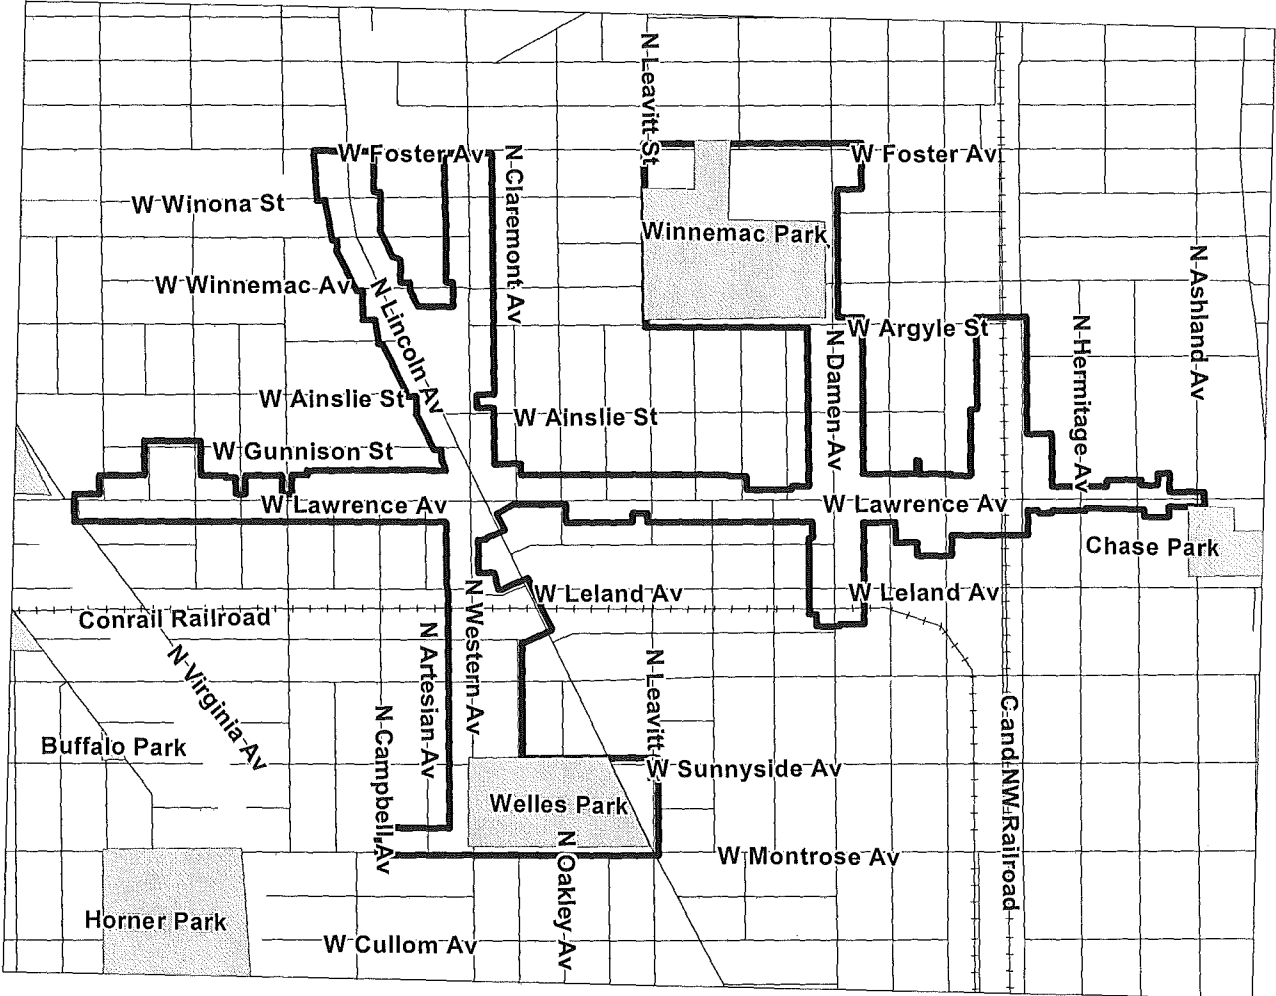 N Leavitt St
W Foster Av
W Foster Av
N Claremont Av
W Winona St
Winnemac Park
W Winnemac Av
N Lincoln Av
N Ashland Av
W Argyle St
N Hermitage Av
N Damen Av
W Ainslie St
W Ainslie St
W Gunnison St
W Lawrence Av
W Lawrence Av
Chase Park
W Leland Av
W Leland Av
Conrail Railroad
N Western Av
N Artesian Av
N Virginia Av
N Leavitt
N Campbell Av
C and NW Railroad
Buffalo Park
W Sunnyside Av
Welles Park
N Oakley Av
W Montrose Av
Horner Park
W Cullom Av